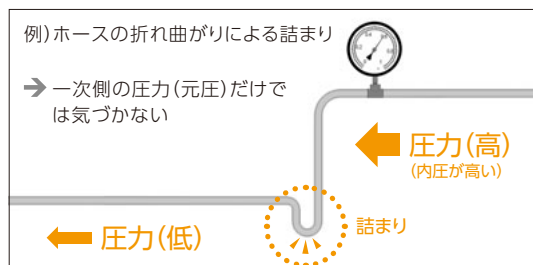 例)ホースの折れ曲がりによる詰まり
➔ 一次側の圧力(元圧)だけで
は気づかない
圧力(高)
(内圧が高い)
詰まり
圧力(低)